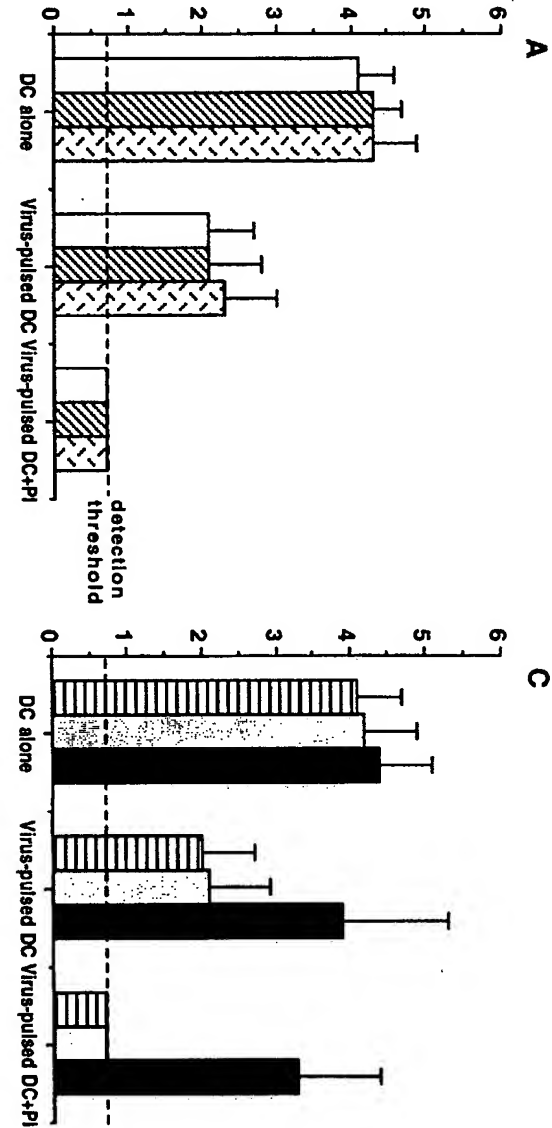 A
6
5
4
3
2
1
0
DC alone
Virus-pulsed DC
Virus-pulsed DC+PI
detection
threshold
C
6
5
4
3
2
1
0
DC alone
Virus-pulsed DC
Virus-pulsed DC+PI